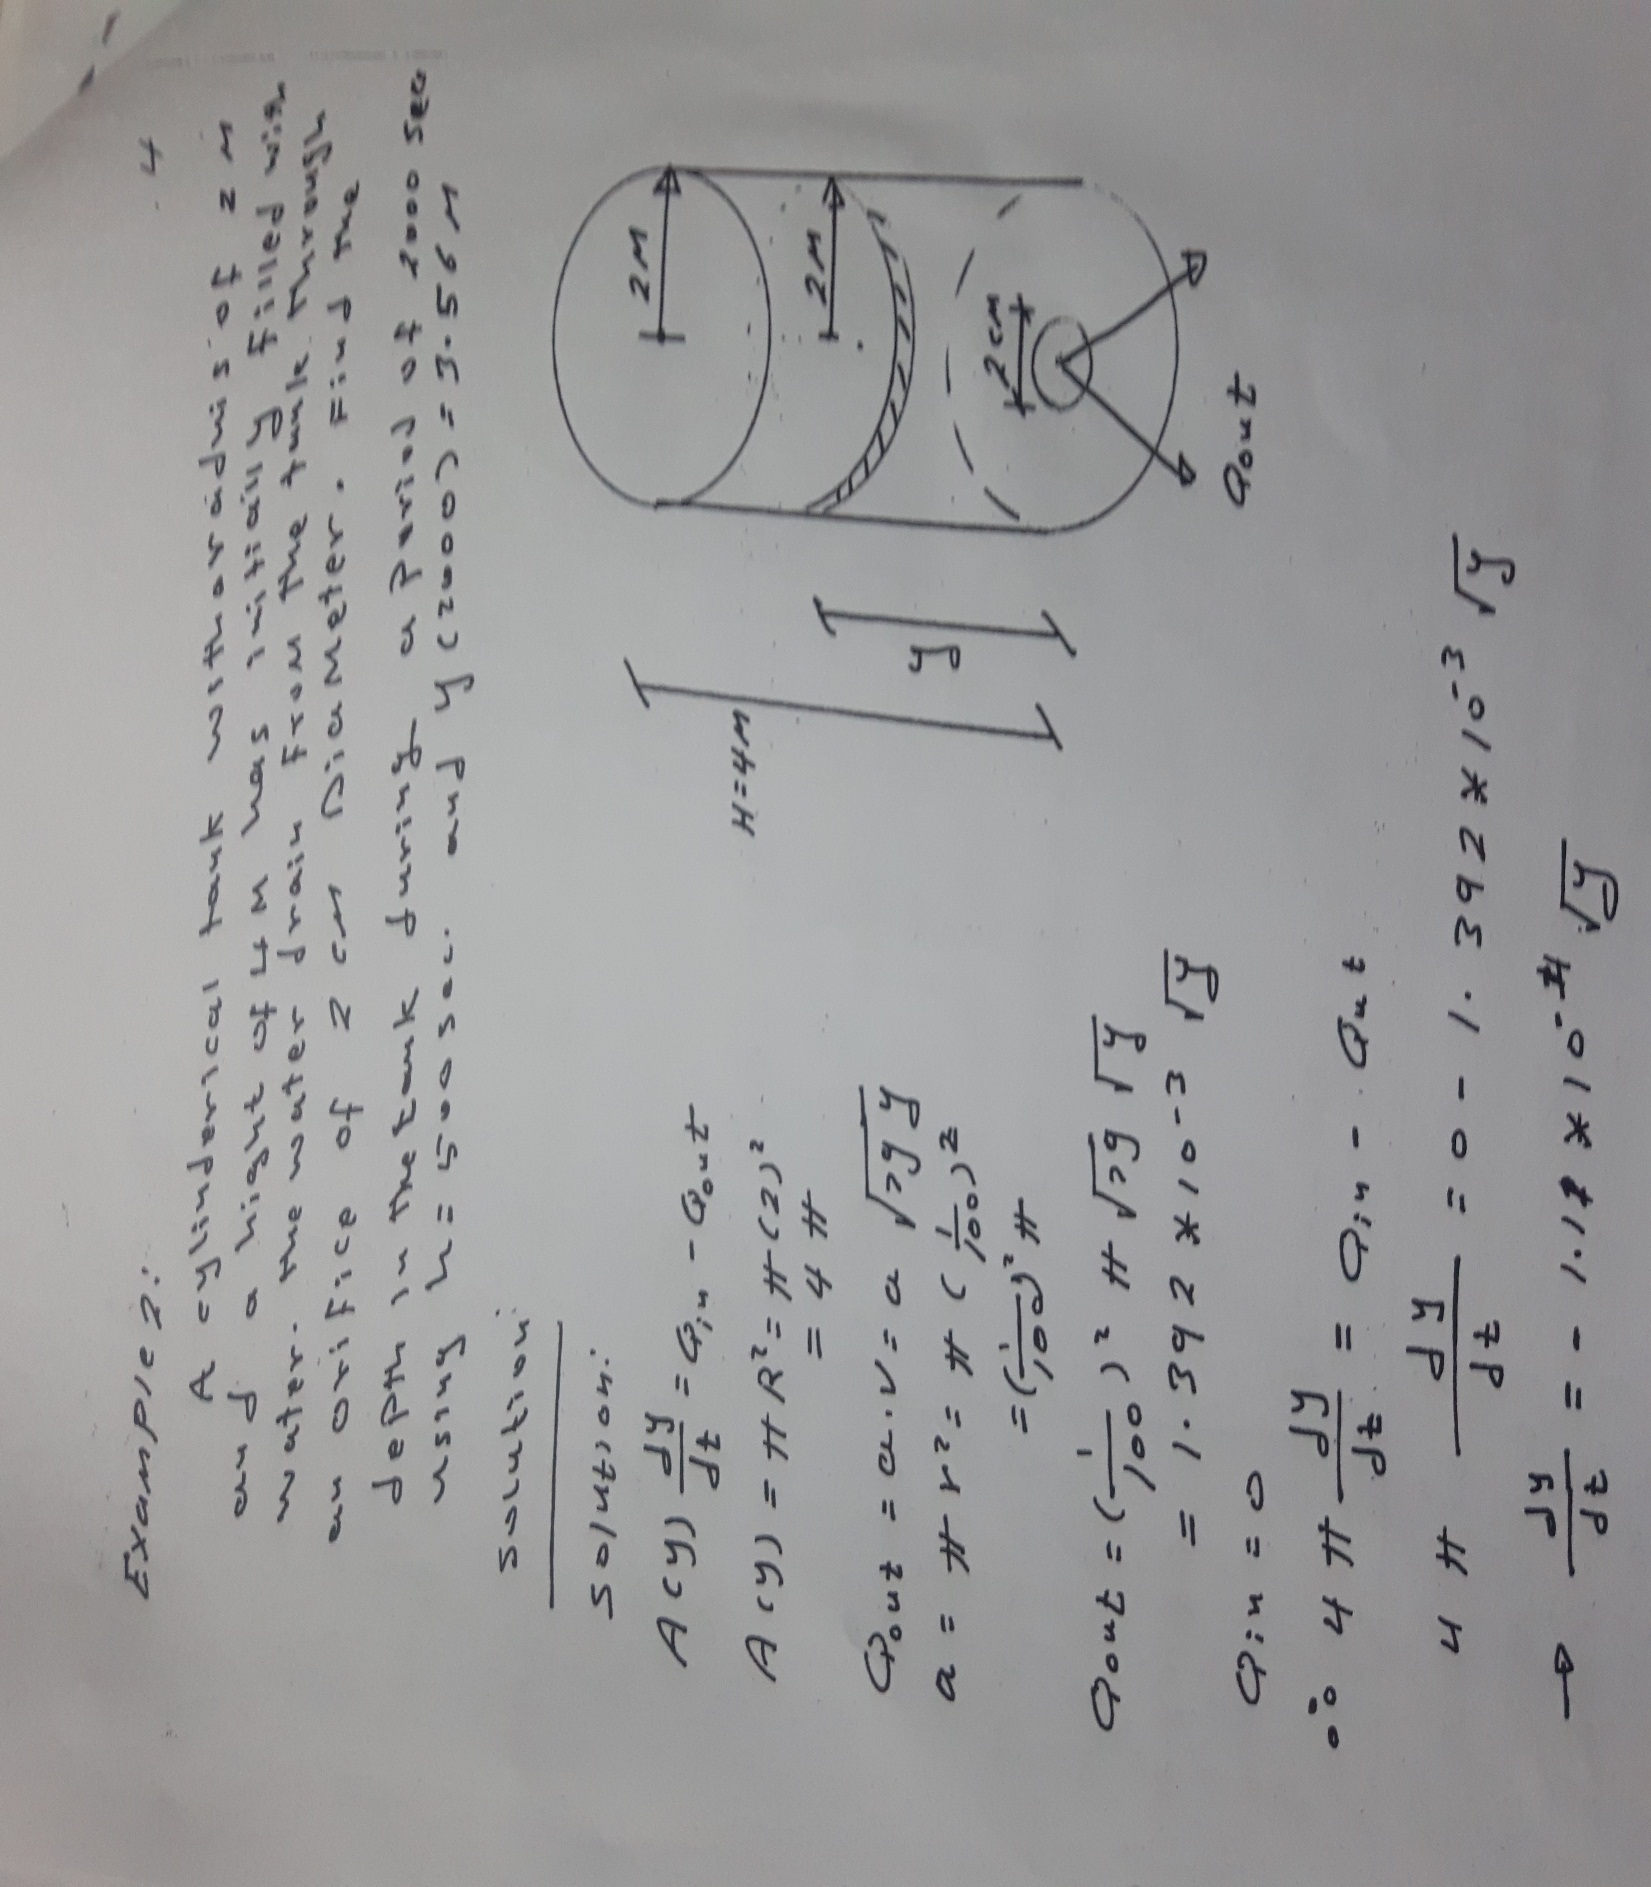 4
Example 2:
A cylinderical tank with a radius of 2 m
and a hight of 4 m has initially filled with
water. the water drain from the tank through
an orifice of 2 cm Diameter. Find the
depth in the tank during a Period of 2000 sec
using h = 500 sec. and y(2000) = 3.56 m
solution:
solution:
A(y) dy/dt = Qin - Qout
A(y) = π R² = π (2)²
= 4 π
Qout = a.v = a √2gy
a = π r² = π (1/100)²
= (1/100)² π
Qout = (1/100)² π √2g √y
= 1.392 * 10⁻³ √y
Qin = 0
∴ 4 π dy/dt = Qin - Qut
4 π dy/dt = 0 - 1.392 * 10⁻³ √y
→ dy/dt = - 1.1 * 10⁻⁴ √y
2M
2M
2cm
H=4M
y
Qout